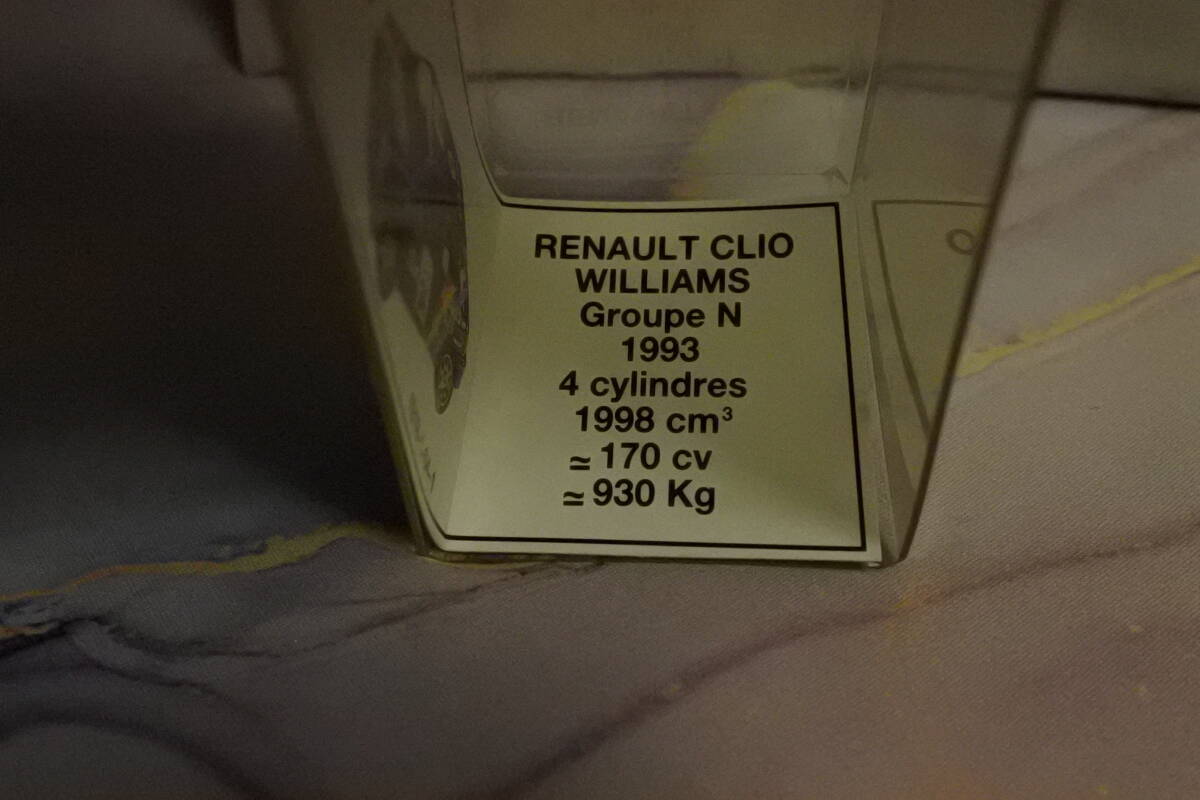 RENAULT CLIO
WILLIAMS
Groupe N
1993
4 cylindres
1998 cm³
≃ 170 cv
≃ 930 Kg